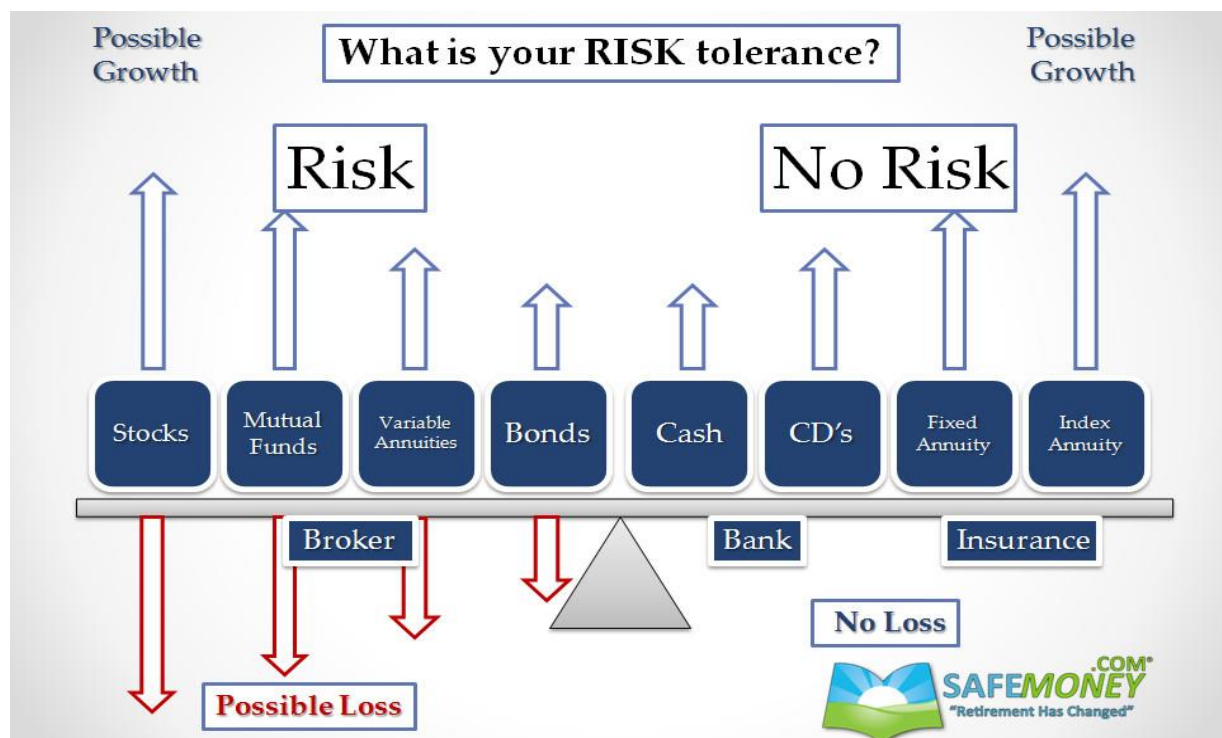 Possible
Growth
What is your RISK tolerance?
Possible
Growth
Risk
No Risk
Stocks
Mutual
Funds
Variable
Annuities
Bonds
Cash
CD's
Fixed
Annuity
Index
Annuity
Broker
Bank
Insurance
No Loss
Possible Loss
SAFEMONEY
.COM®
"Retirement Has Changed"